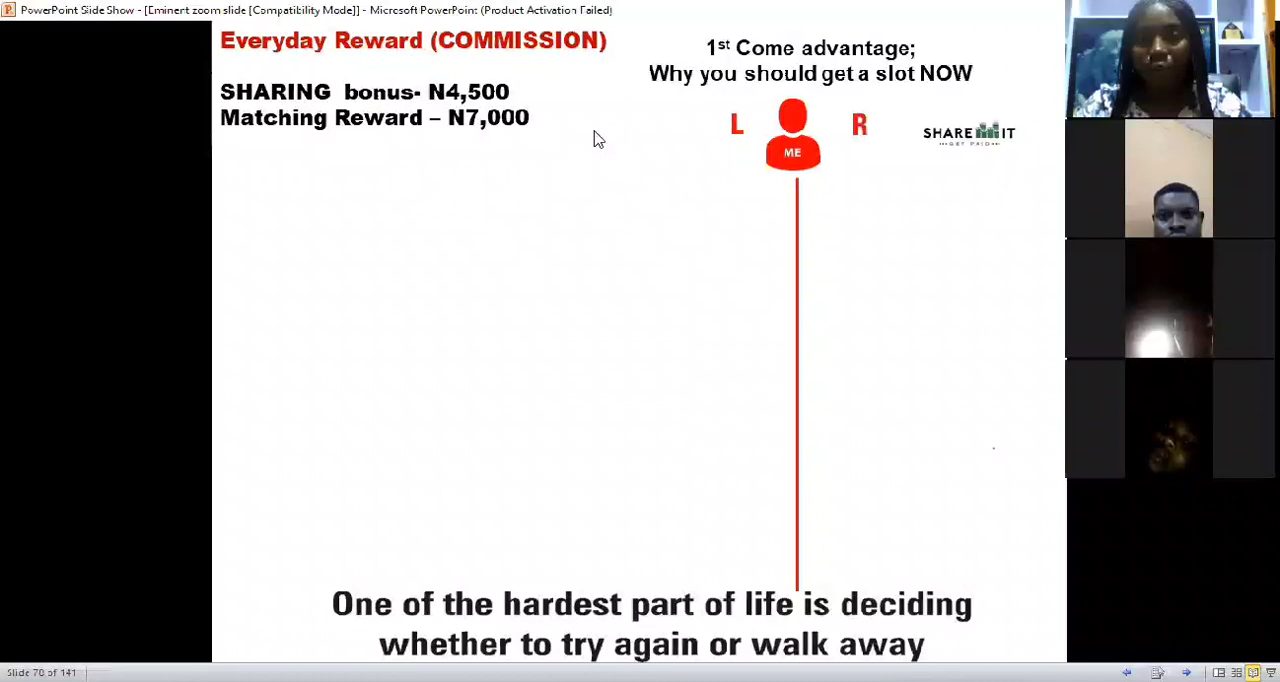 PowerPoint Slide Show - [Eminent zoom slide [Compatibility Mode]] - Microsoft PowerPoint (Product Activation Failed)
Everyday Reward (COMMISSION)
SHARING bonus- N4,500
Matching Reward – N7,000
1st Come advantage;
Why you should get a slot NOW
L
R
ME
SHARE IT
GET PAID
One of the hardest part of life is deciding
whether to try again or walk away
Slide 70 of 141